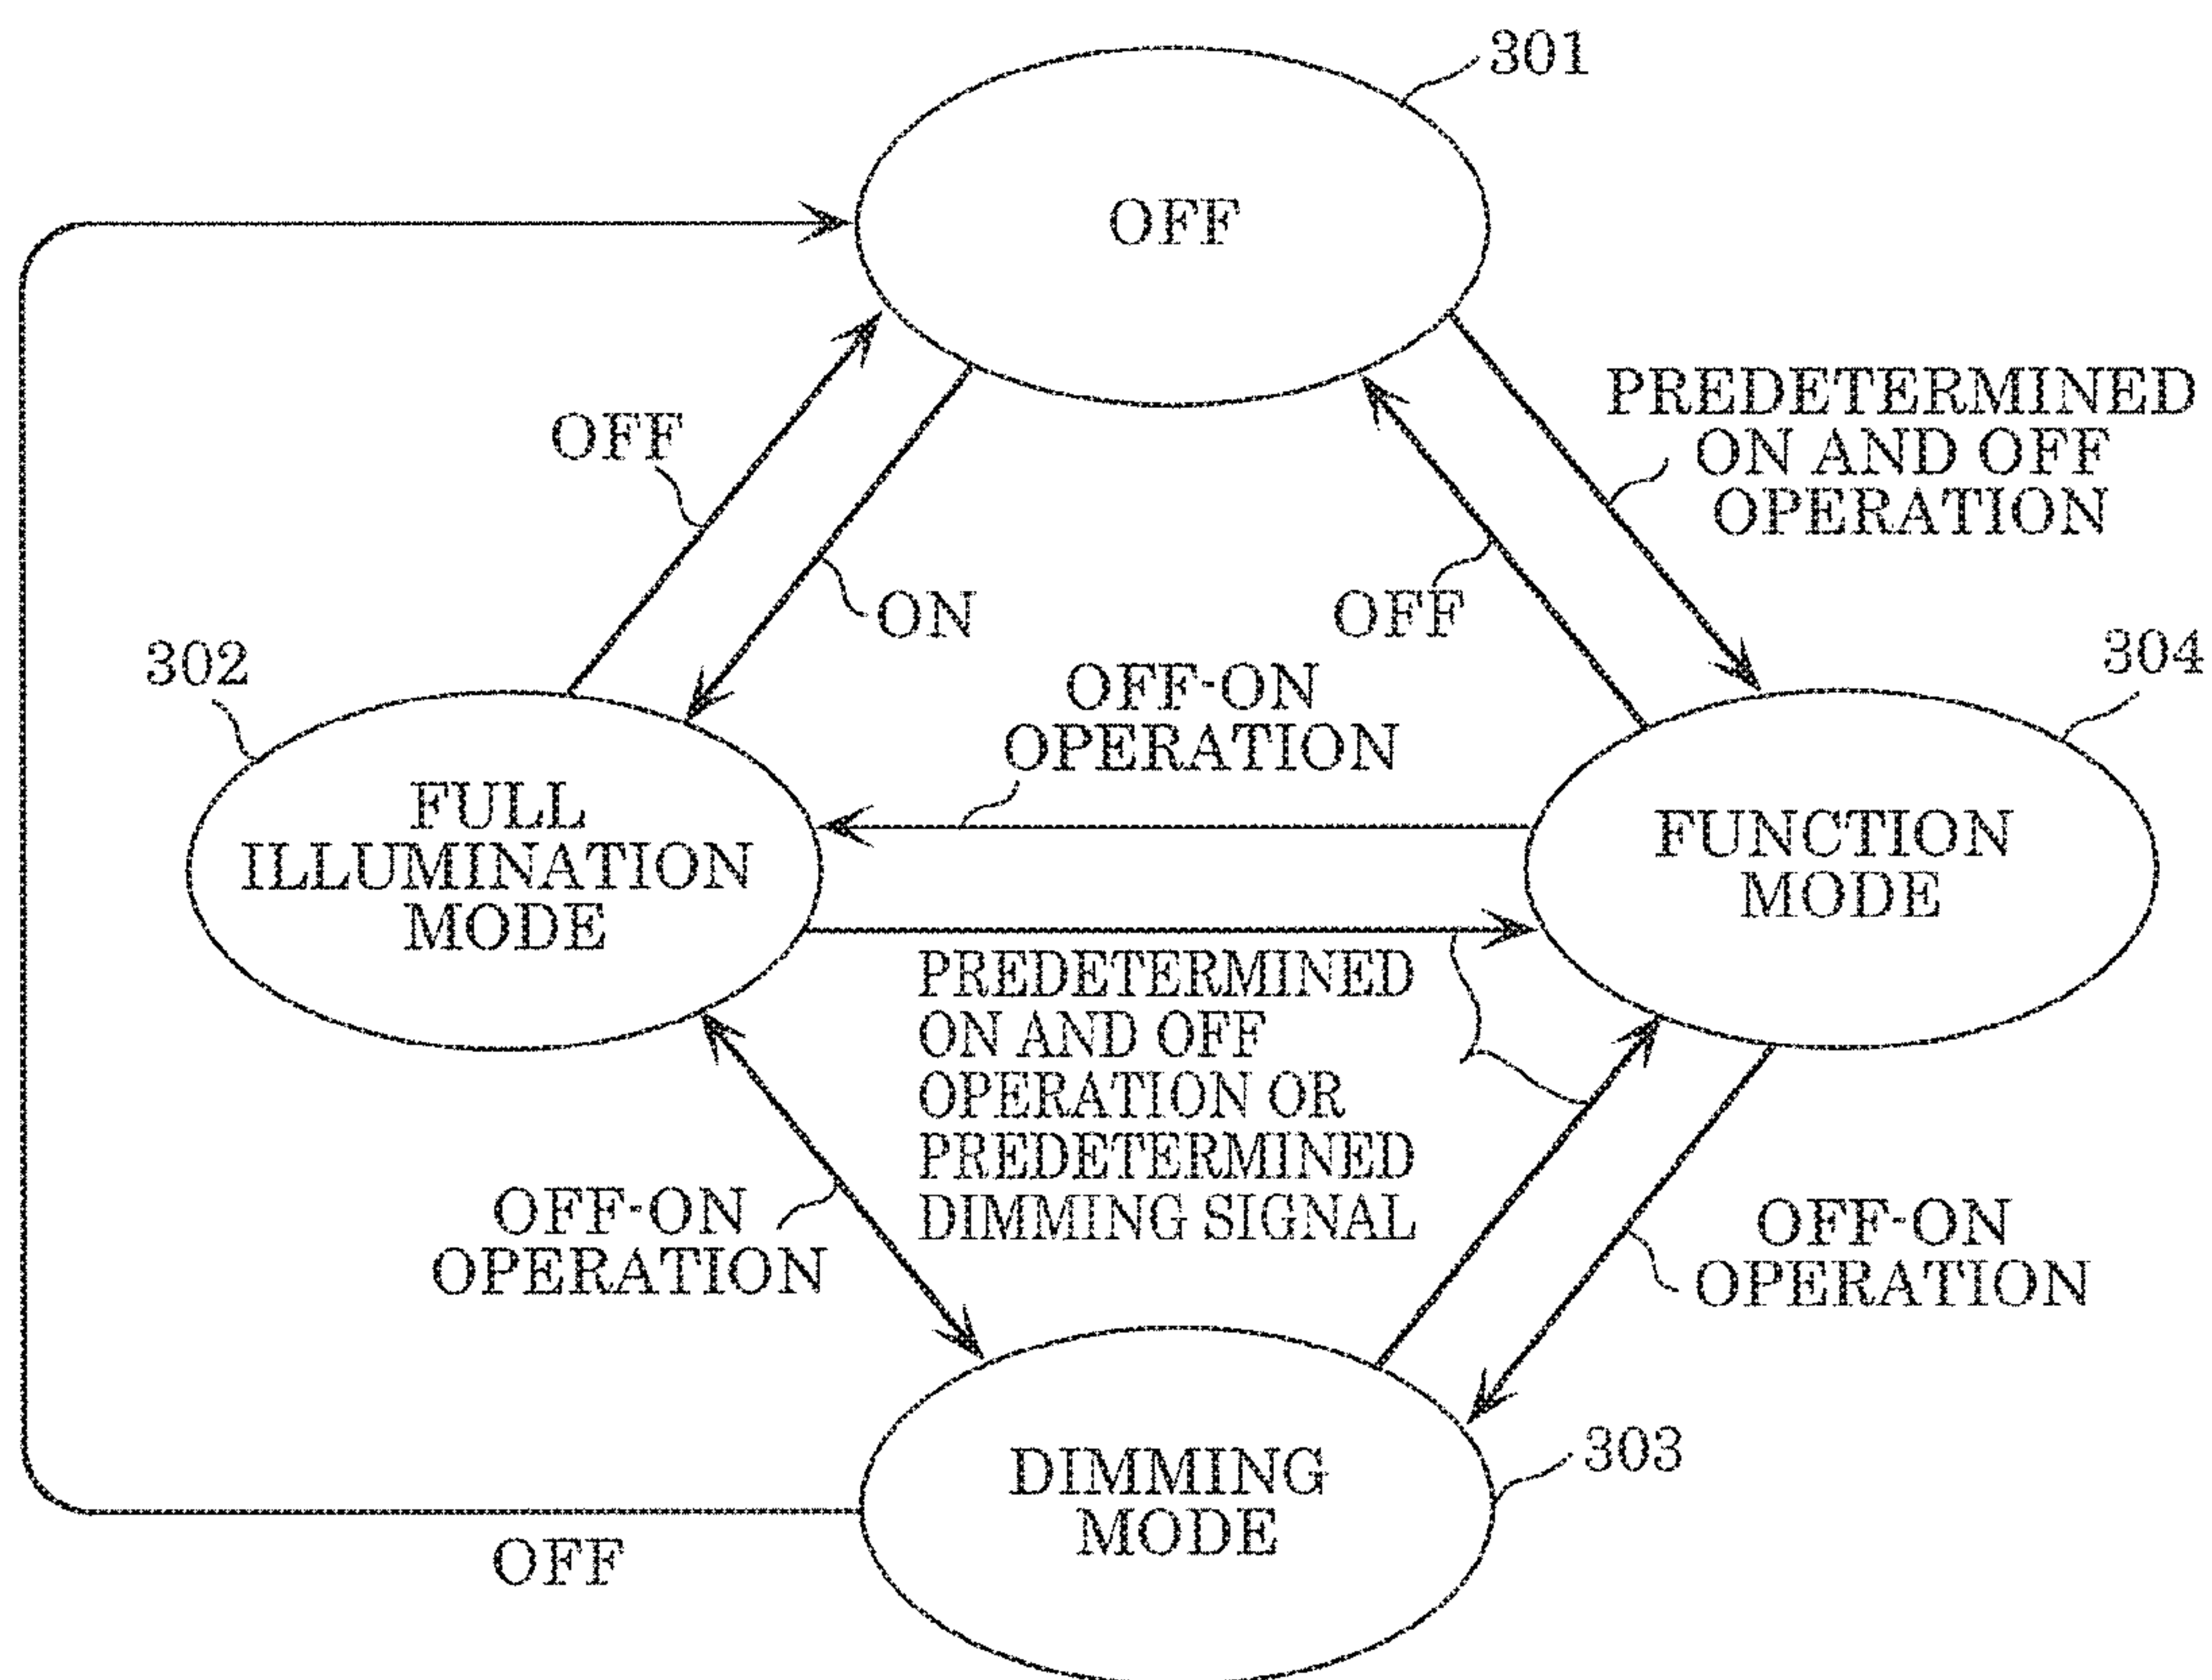 301
OFF
PREDETERMINED
ON AND OFF
OPERATION
OFF
ON
OFF
302
304
OFF-ON
OPERATION
FULL
ILLUMINATION
MODE
FUNCTION
MODE
PREDETERMINED
ON AND OFF
OPERATION OR
PREDETERMINED
DIMMING SIGNAL
OFF-ON
OPERATION
OFF-ON
OPERATION
303
DIMMING
MODE
OFF